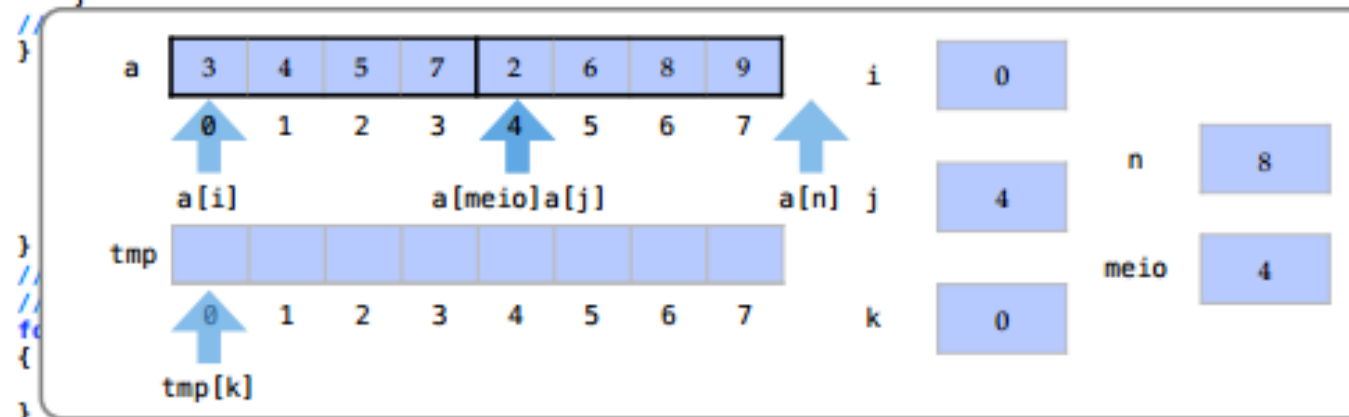 //
}
a 3 4 5 7 2 6 8 9 i 0
0 1 2 3 4 5 6 7
n 8
a[i] a[meio]a[j] a[n] j 4
}
tmp
meio 4
//
//
0 1 2 3 4 5 6 7 k 0
{
tmp[k]
}